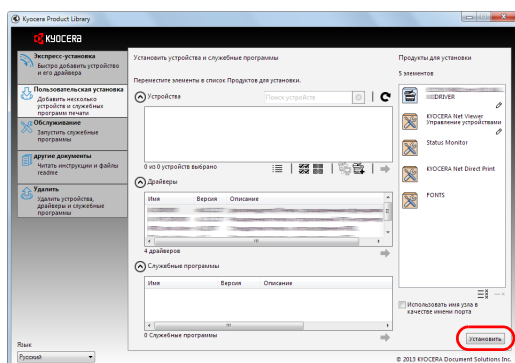 Kyocera Product Library
KYOCERA
Экспресс-установка
Быстро добавить устройство
и его драйвера
Пользовательская установка
Добавить несколько
устройств и служебных
программ печати
Обслуживание
Запустить служебные
программы
другие документы
Читать инструкции и файлы
readme
Удалить
Удалить устройства,
драйверы и служебные
программы
Язык:
Русский
Установить устройства и служебные программы
Переместите элементы в список Продуктов для установки.
Устройства
Поиск устройств
0 из 0 устройств выбрано
Драйверы
Имя Версия Описание
4 драйверов
Служебные программы
Имя Версия Описание
0 Служебные программы
Продукты для установки
5 элементов
DRIVER
KYOCERA Net Viewer
Управление устройствами
Status Monitor
KYOCERA Net Direct Print
FONTS
Использовать имя узла в
качестве имени порта
Установить
© 2013 KYOCERA Document Solutions Inc.